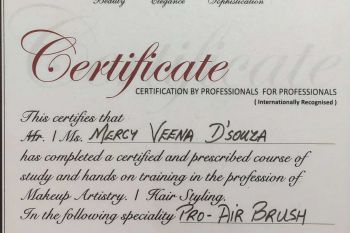 Beauty Elegance Sophistication
Certificate
CERTIFICATION BY PROFESSIONALS FOR PROFESSIONALS
( Internationally Recognised )
This certifies that
Mr. / Ms. MERCY VEENA D'SOUZA
has completed a certified and prescribed course of
study and hands on training in the profession of
Makeup Artistry. / Hair Styling.
In the following speciality PRO-AIR BRUSH